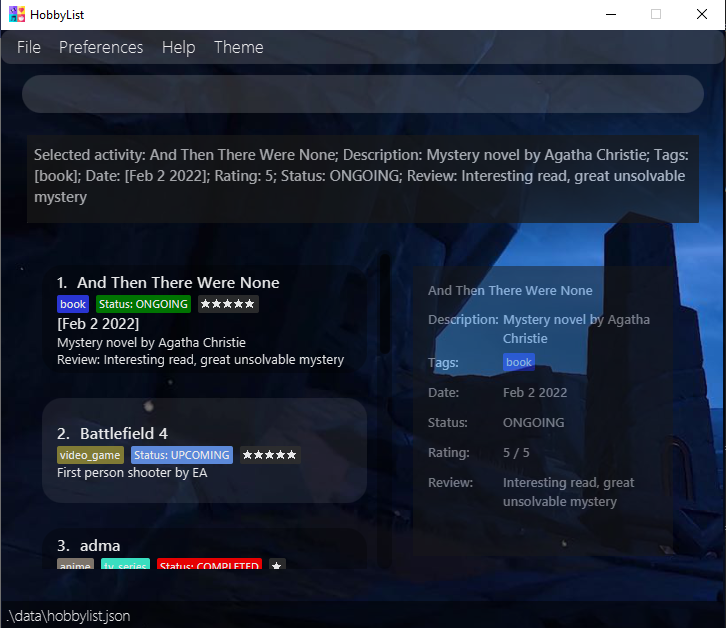 HobbyList
File Preferences Help Theme
Selected activity: And Then There Were None; Description: Mystery novel by Agatha Christie; Tags:
[book]; Date: [Feb 2 2022]; Rating: 5; Status: ONGOING; Review: Interesting read, great unsolvable
mystery
1. And Then There Were None
book Status: ONGOING ★★★★★
[Feb 2 2022]
Mystery novel by Agatha Christie
Review: Interesting read, great unsolvable mystery
2. Battlefield 4
video_game Status: UPCOMING ★★★★★
First person shooter by EA
3. adma
anime tv_series Status: COMPLETED ★
And Then There Were None
Description: Mystery novel by Agatha
Christie
Tags: book
Date: Feb 2 2022
Status: ONGOING
Rating: 5 / 5
Review: Interesting read, great
unsolvable mystery
.\data\hobbylist.json